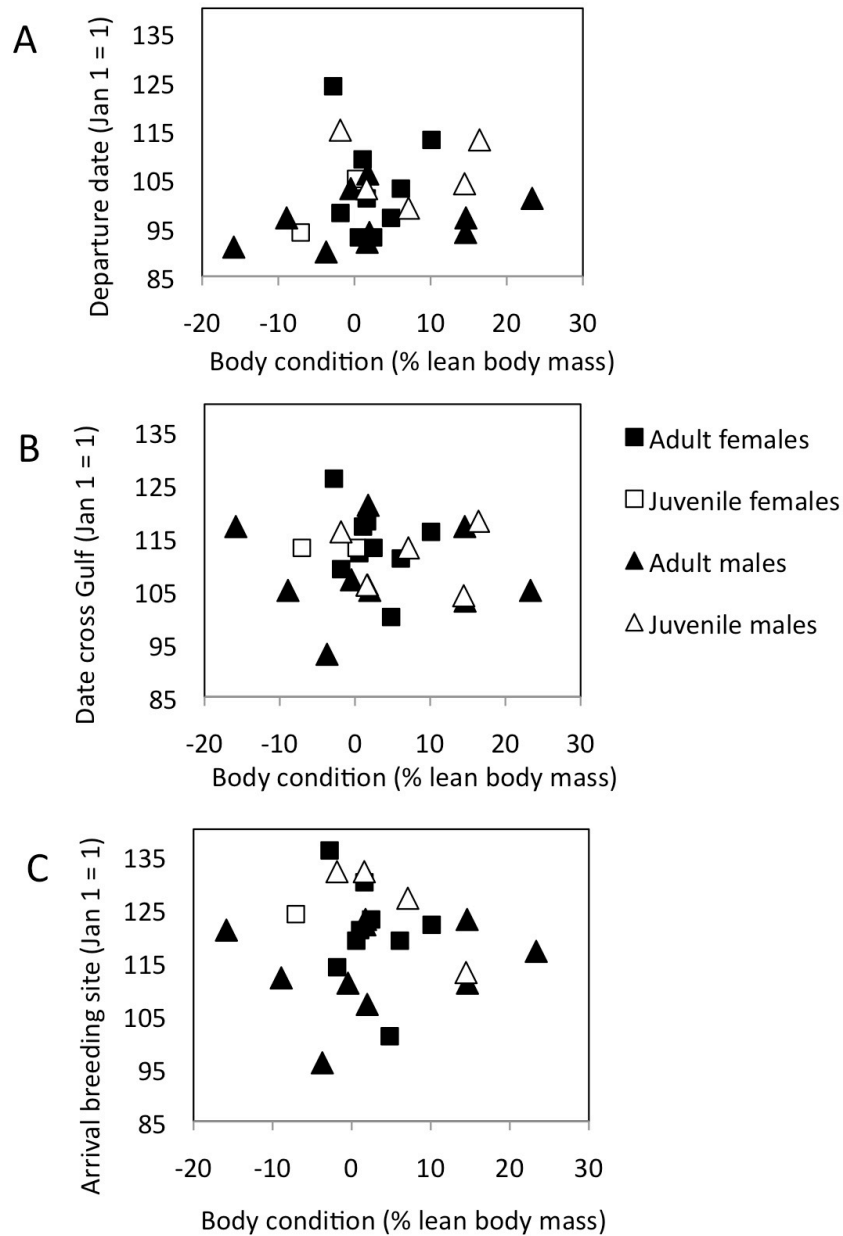 A
Departure date (Jan 1 = 1)
135
125
115
105
95
85
-20 -10 0 10 20 30
Body condition (% lean body mass)
B
Date cross Gulf (Jan 1 = 1)
135
125
115
105
95
85
-20 -10 0 10 20 30
Body condition (% lean body mass)
Adult females
Juvenile females
Adult males
Juvenile males
C
Arrival breeding site (Jan 1 = 1)
135
125
115
105
95
85
-20 -10 0 10 20 30
Body condition (% lean body mass)